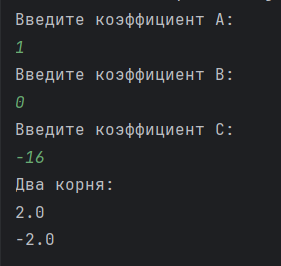 Введите коэффициент A:
1
Введите коэффициент B:
0
Введите коэффициент C:
-16
Два корня:
2.0
-2.0